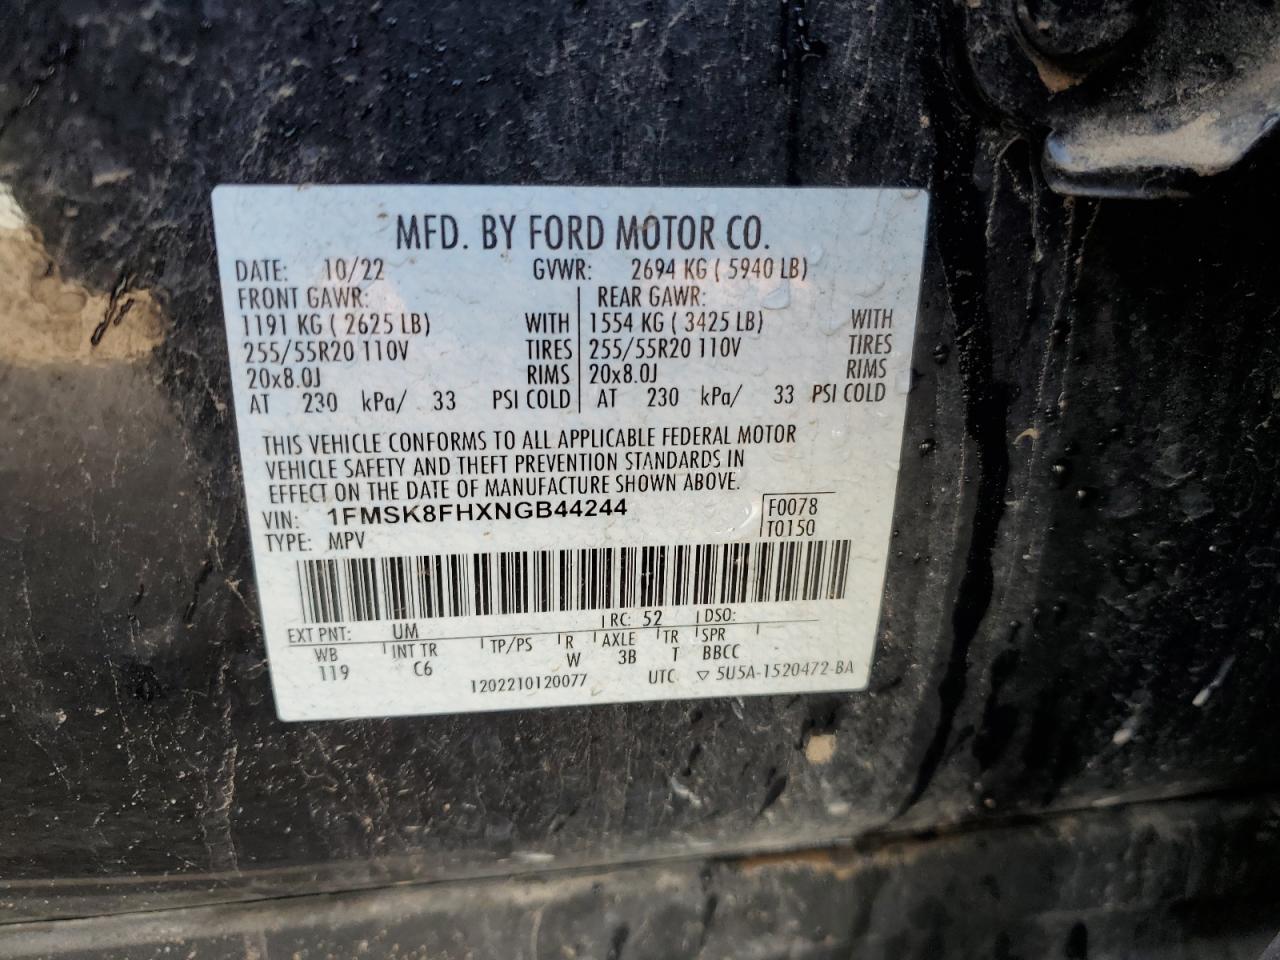 MFD. BY FORD MOTOR CO.
DATE: 10/22 GVWR: 2694 KG ( 5940 LB)
FRONT GAWR: REAR GAWR:
1191 KG ( 2625 LB) WITH 1554 KG ( 3425 LB) WITH
255/55R20 110V TIRES 255/55R20 110V TIRES
20x8.0J RIMS 20x8.0J RIMS
AT 230 kPa/ 33 PSI COLD AT 230 kPa/ 33 PSI COLD
THIS VEHICLE CONFORMS TO ALL APPLICABLE FEDERAL MOTOR
VEHICLE SAFETY AND THEFT PREVENTION STANDARDS IN
EFFECT ON THE DATE OF MANUFACTURE SHOWN ABOVE.
VIN: 1FMSK8FHXNGB44244 F0078
TYPE: MPV T0150
EXT PNT: UM RC: 52 DSO:
WB INT TR TP/PS R AXLE TR SPR
119 C6 W 3B T BBCC
1202210120077 UTC ▽ 5U5A-1520472-BA